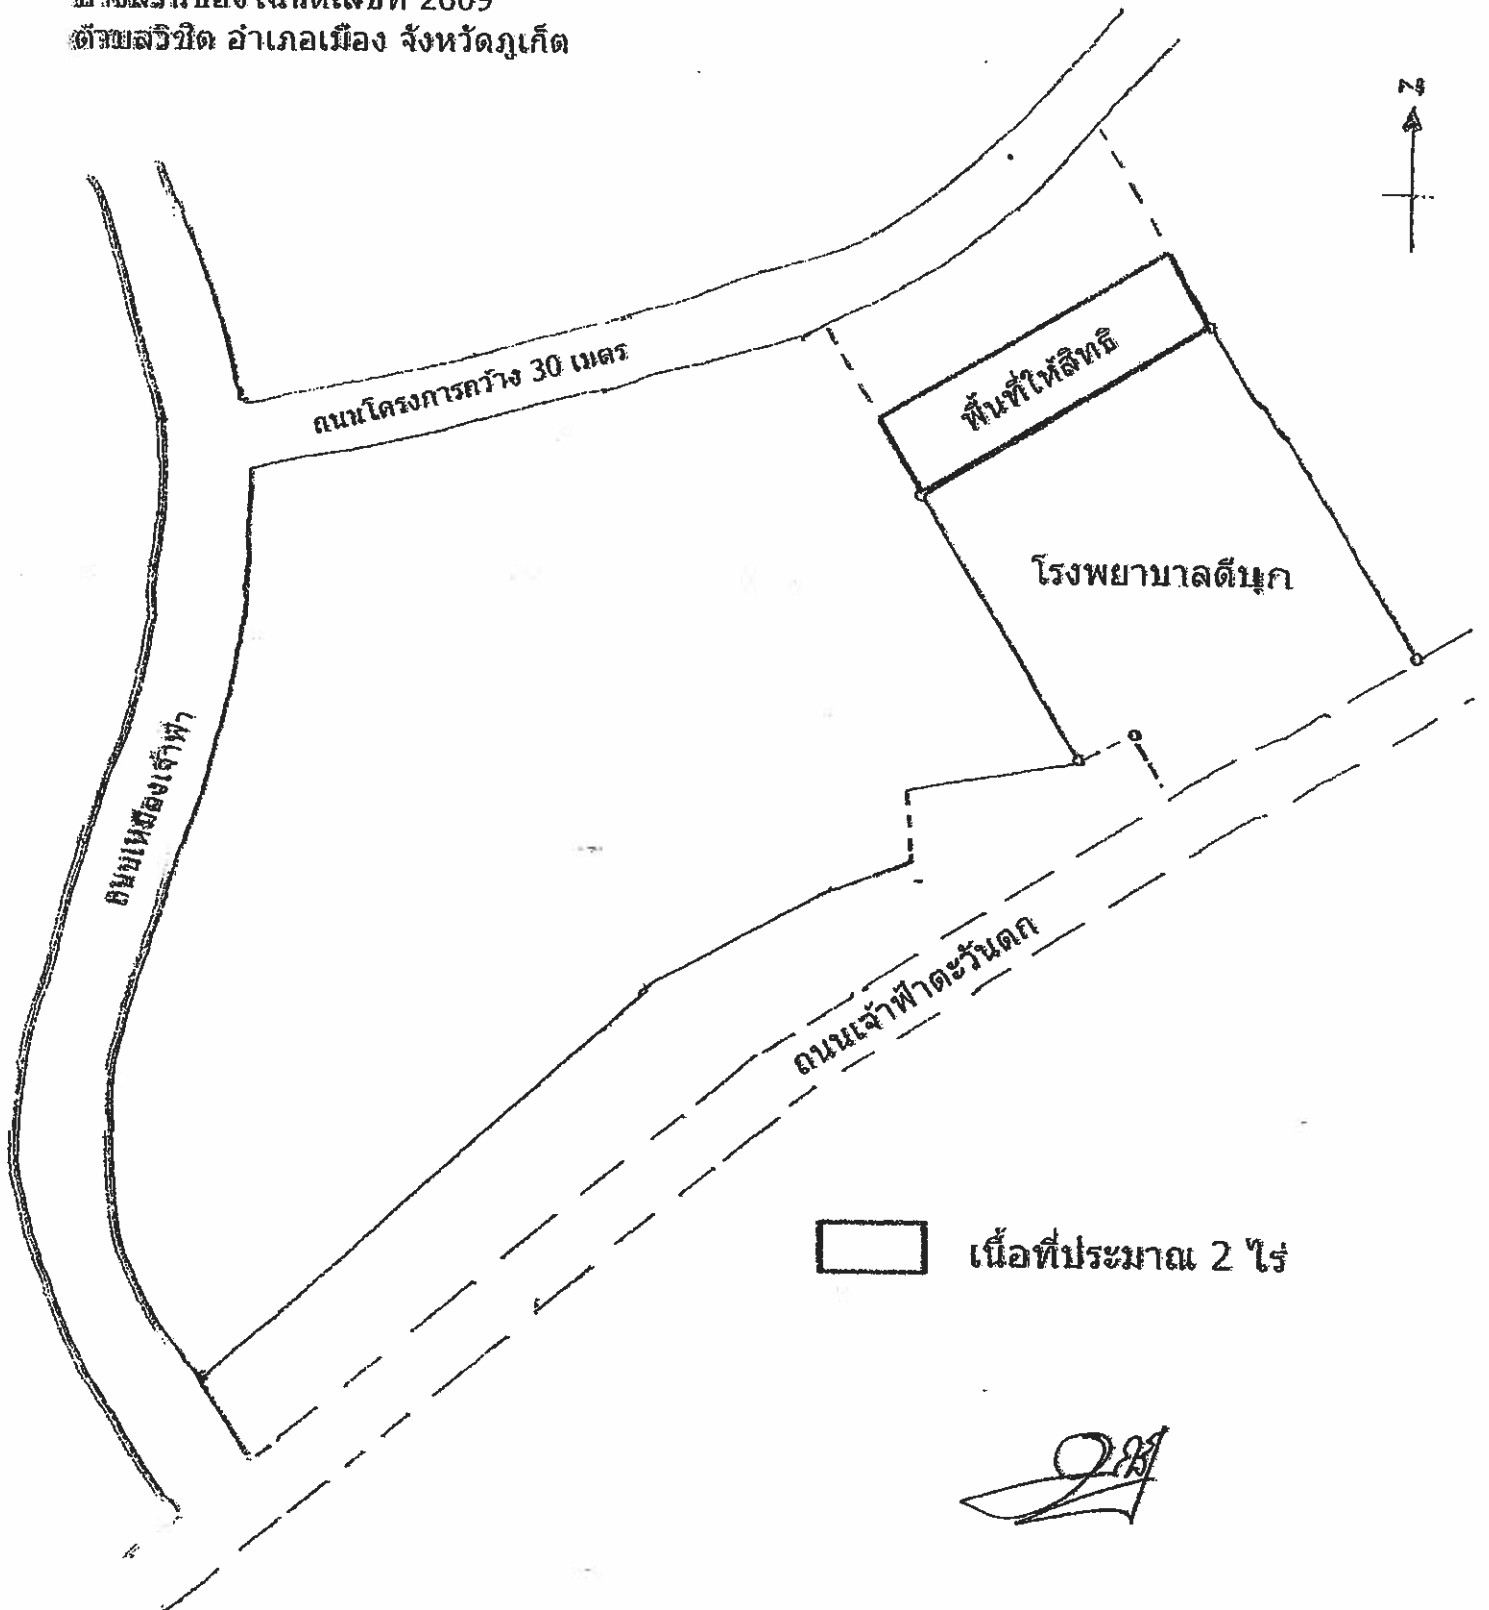 2609
ตำบลวิชิต อำเภอเมือง จังหวัดภูเก็ต
N
ถนนโครงการกว้าง 30 เมตร
พื้นที่ให้สิทธิ
โรงพยาบาลดีบุก
ถนนเหมืองเจ้าฟ้า
ถนนเจ้าฟ้าตะวันตก
เนื้อที่ประมาณ 2 ไร่